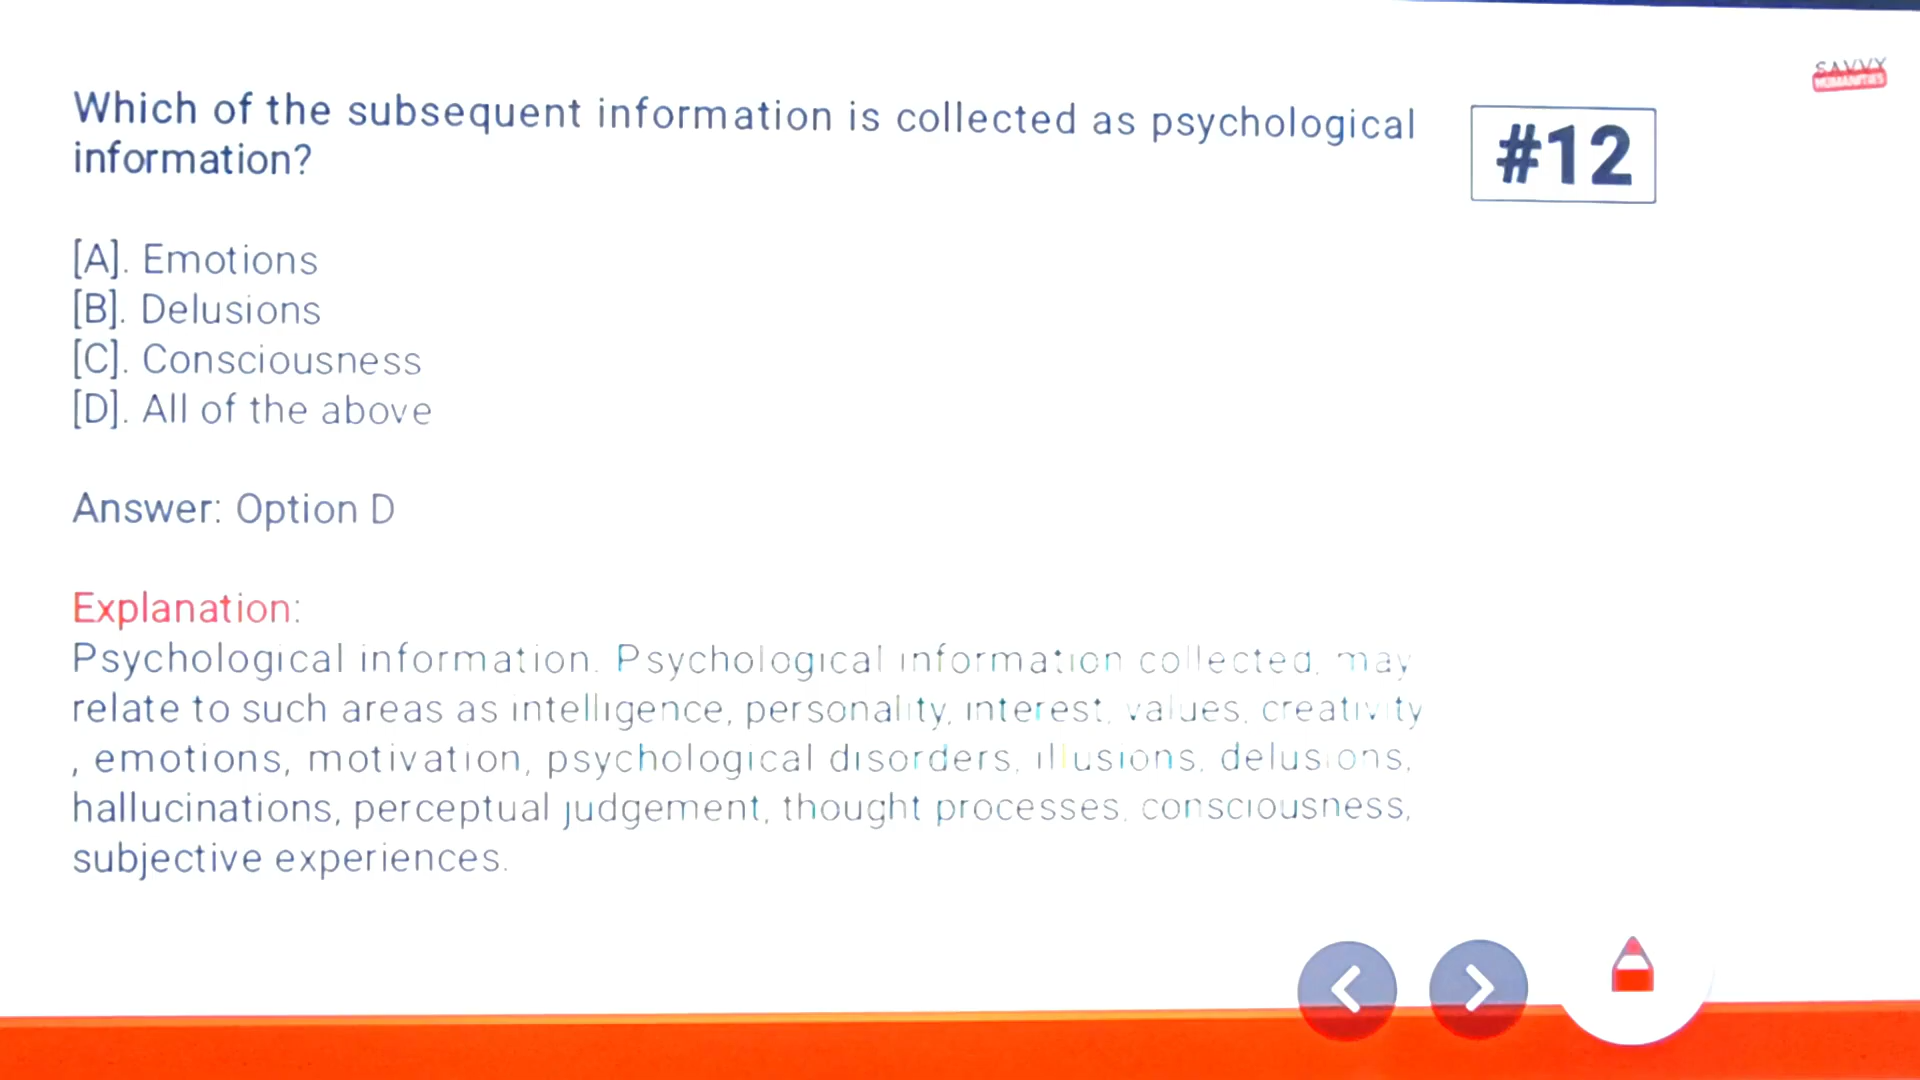 SAVVY
HUMANITIES
Which of the subsequent information is collected as psychological
information?
#12
[A]. Emotions
[B]. Delusions
[C]. Consciousness
[D]. All of the above
Answer: Option D
Explanation:
Psychological information. Psychological information collected, may
relate to such areas as intelligence, personality, interest, values, creativity
, emotions, motivation, psychological disorders, illusions, delusions,
hallucinations, perceptual judgement, thought processes, consciousness,
subjective experiences.